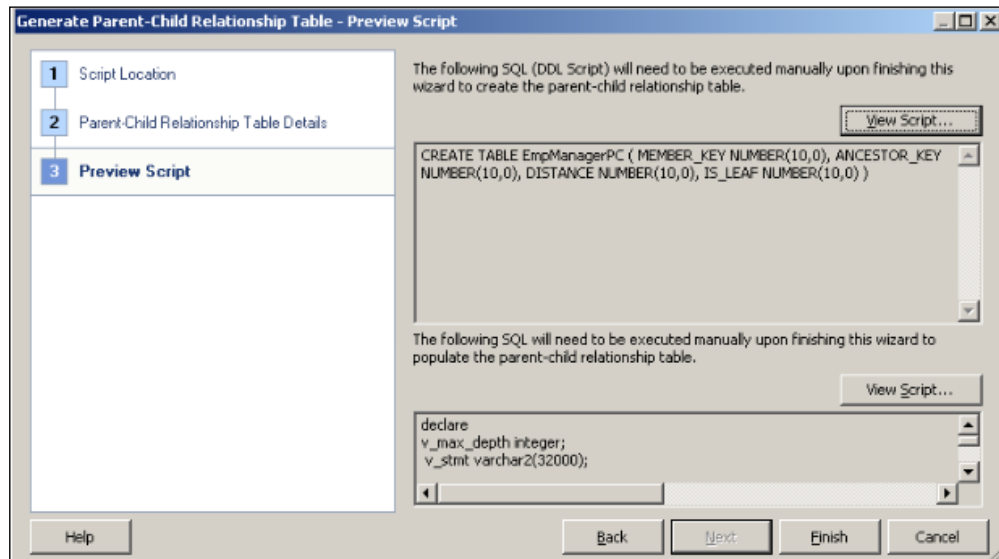 Generate Parent-Child Relationship Table - Preview Script
1 Script Location
2 Parent-Child Relationship Table Details
3 Preview Script
The following SQL (DDL Script) will need to be executed manually upon finishing this
wizard to create the parent-child relationship table.
View Script...
CREATE TABLE EmpManagerPC ( MEMBER_KEY NUMBER(10,0), ANCESTOR_KEY
NUMBER(10,0), DISTANCE NUMBER(10,0), IS_LEAF NUMBER(10,0) )
The following SQL will need to be executed manually upon finishing this wizard to
populate the parent-child relationship table.
View Script...
declare
v_max_depth integer;
v_stmt varchar2(32000);
Help
Back
Next
Finish
Cancel